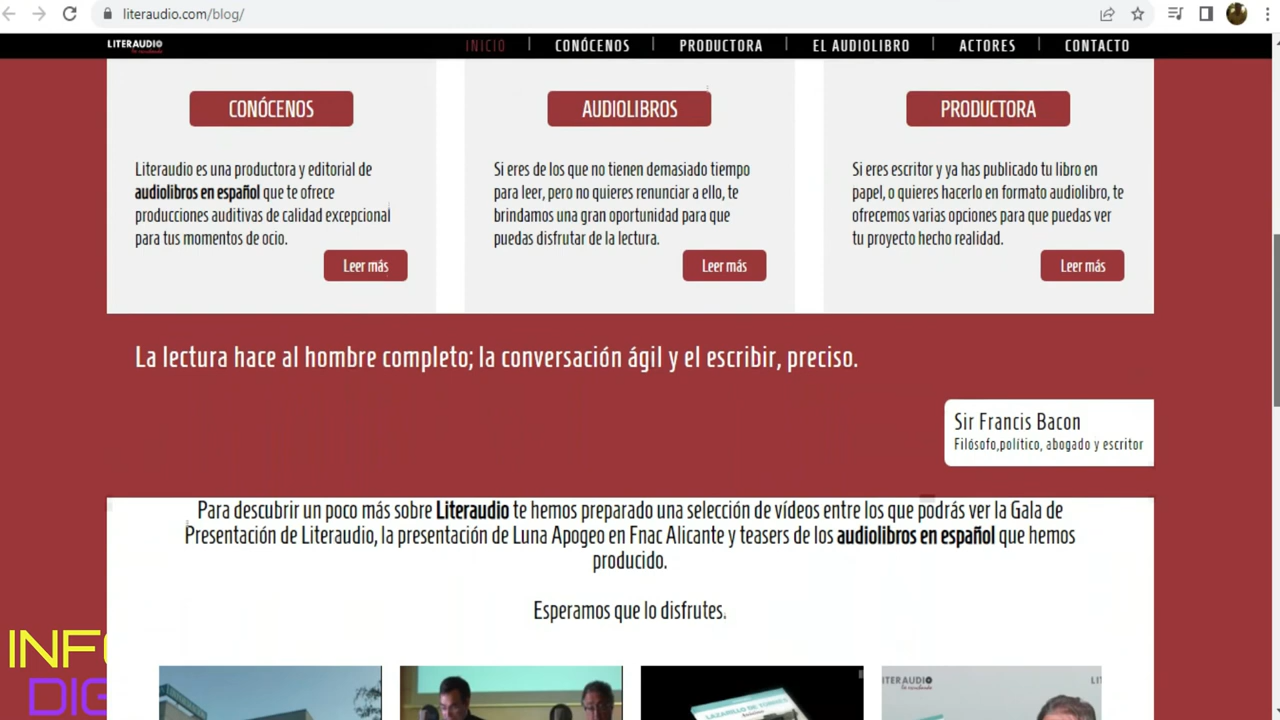 literaudio.com/blog/
LITERAUDIO
INICIO
CONÓCENOS
PRODUCTORA
EL AUDIOLIBRO
ACTORES
CONTACTO
CONÓCENOS
Literaudio es una productora y editorial de
audiolibros en español que te ofrece
producciones auditivas de calidad excepcional
para tus momentos de ocio.
Leer más
AUDIOLIBROS
Si eres de los que no tienen demasiado tiempo
para leer, pero no quieres renunciar a ello, te
brindamos una gran oportunidad para que
puedas disfrutar de la lectura.
Leer más
PRODUCTORA
Si eres escritor y ya has publicado tu libro en
papel, o quieres hacerlo en formato audiolibro, te
ofrecemos varias opciones para que puedas ver
tu proyecto hecho realidad.
Leer más
La lectura hace al hombre completo; la conversación ágil y el escribir, preciso.
Sir Francis Bacon
Filósofo,político, abogado y escritor
Para descubrir un poco más sobre Literaudio te hemos preparado una selección de vídeos entre los que podrás ver la Gala de
Presentación de Literaudio, la presentación de Luna Apogeo en Fnac Alicante y teasers de los audiolibros en español que hemos
producido.
Esperamos que lo disfrutes.
INFO
DIG
LAZARILLO DE TORMES
LITERAUDIO